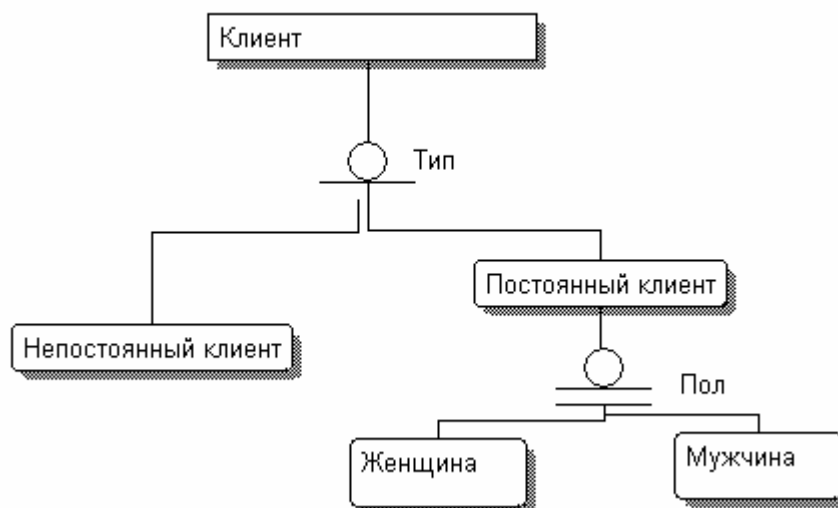 Клиент
Тип
Постоянный клиент
Непостоянный клиент
Пол
Женщина
Мужчина